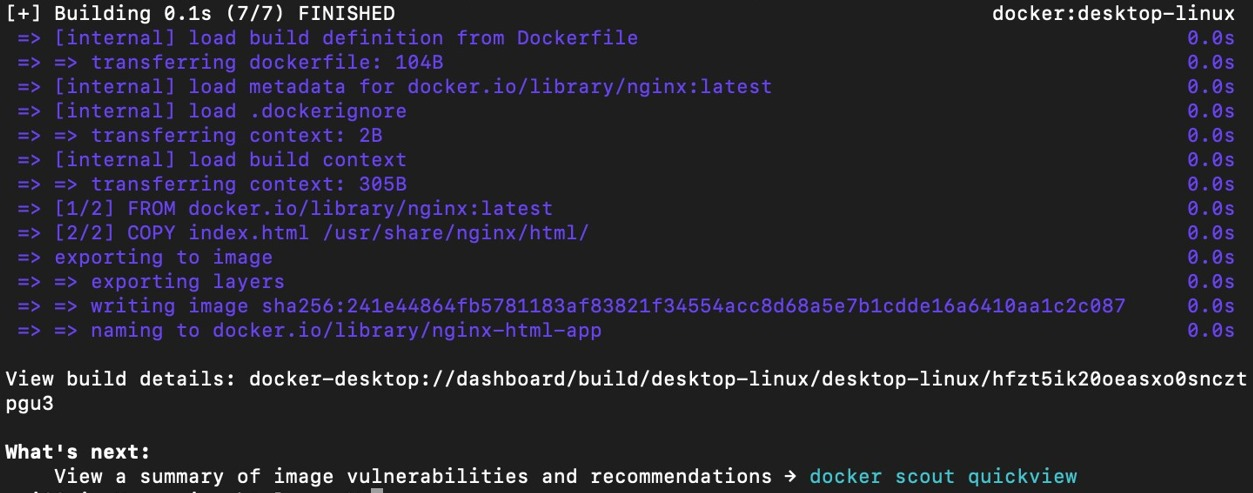 [+] Building 0.1s (7/7) FINISHED docker:desktop-linux
=> [internal] load build definition from Dockerfile 0.0s
=> => transferring dockerfile: 104B 0.0s
=> [internal] load metadata for docker.io/library/nginx:latest 0.0s
=> [internal] load .dockerignore 0.0s
=> => transferring context: 2B 0.0s
=> [internal] load build context 0.0s
=> => transferring context: 305B 0.0s
=> [1/2] FROM docker.io/library/nginx:latest 0.0s
=> [2/2] COPY index.html /usr/share/nginx/html/ 0.0s
=> exporting to image 0.0s
=> => exporting layers 0.0s
=> => writing image sha256:241e44864fb5781183af83821f34554acc8d68a5e7b1cdde16a6410aa1c2c087 0.0s
=> => naming to docker.io/library/nginx-html-app 0.0s
View build details: docker-desktop://dashboard/build/desktop-linux/desktop-linux/hfzt5ik20oeasxo0snczt
pgu3
What's next:
View a summary of image vulnerabilities and recommendations → docker scout quickview